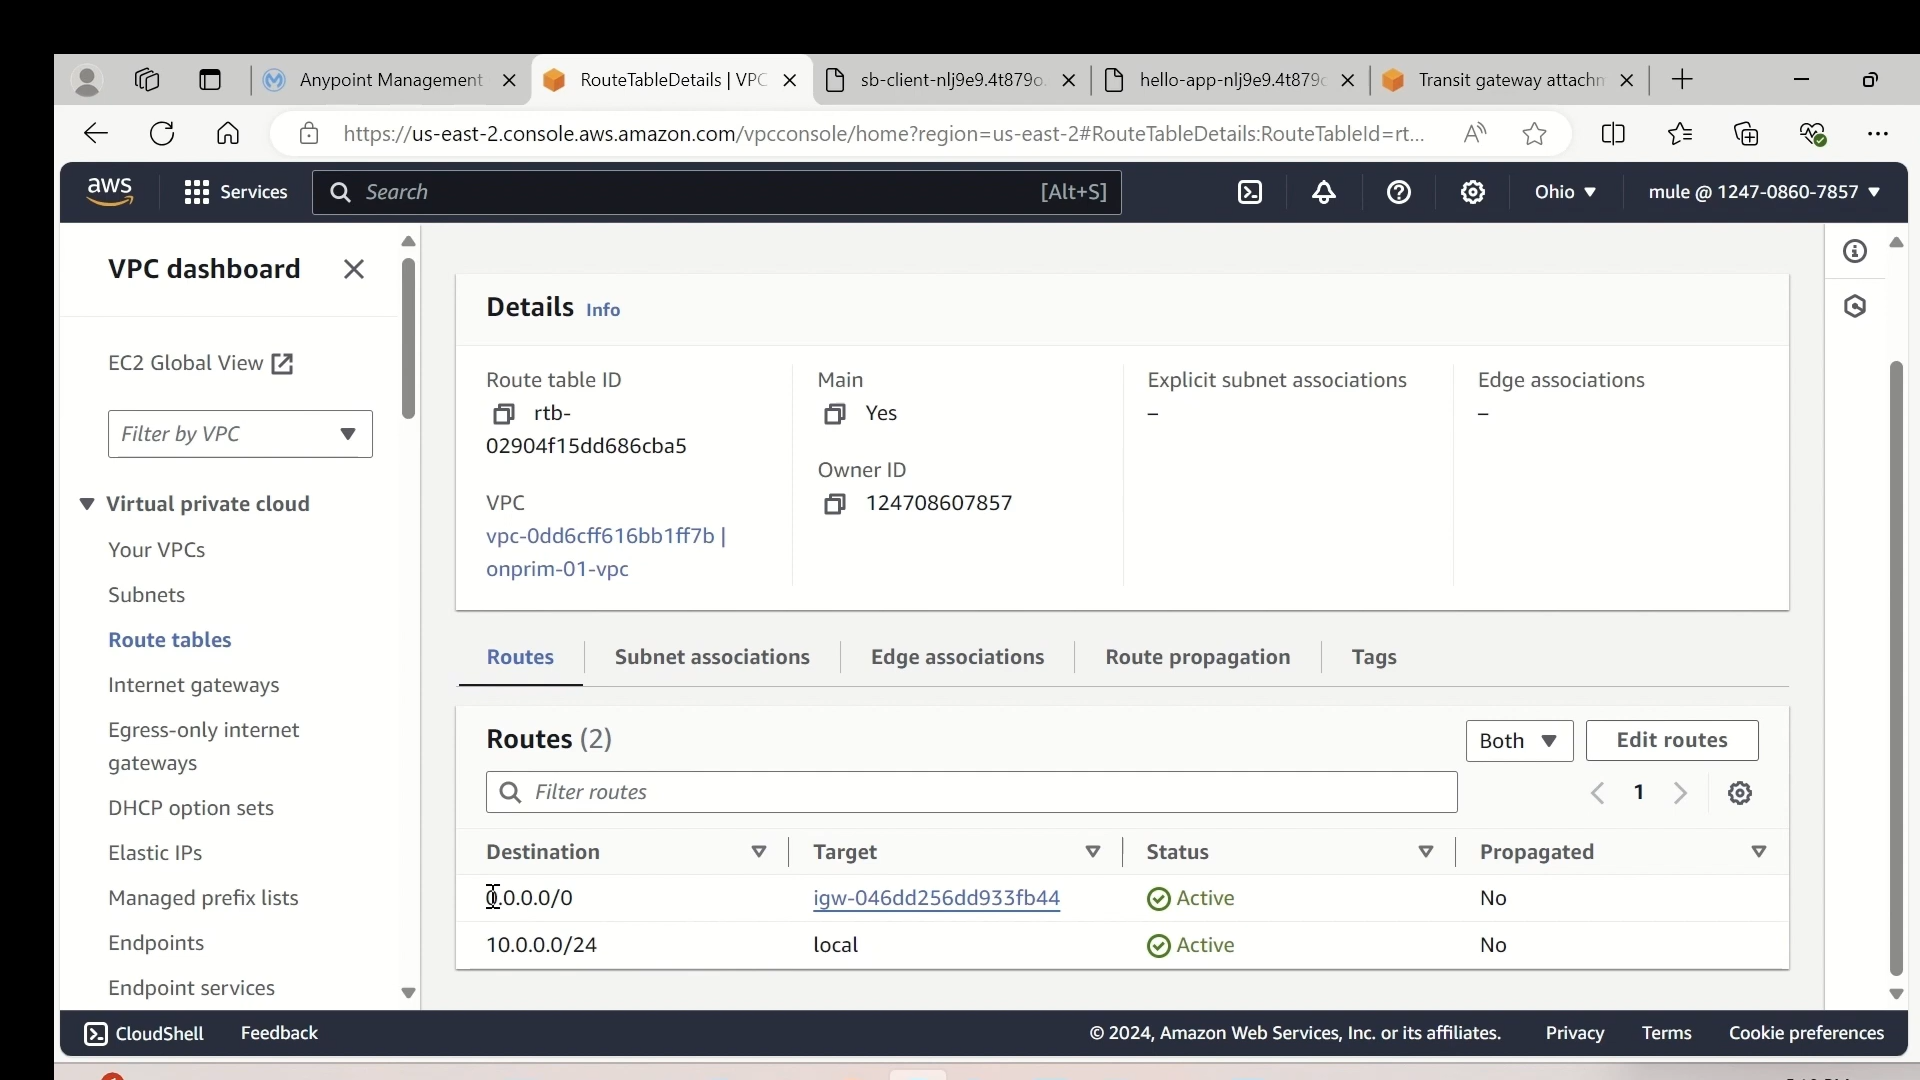 Anypoint Management
RouteTableDetails | VPC
sb-client-nlj9e9.4t879o.
hello-app-nlj9e9.4t879c
Transit gateway attachm
https://us-east-2.console.aws.amazon.com/vpcconsole/home?region=us-east-2#RouteTableDetails:RouteTableId=rt...
aws
Services
Search
[Alt+S]
Ohio
mule @ 1247-0860-7857
VPC dashboard
EC2 Global View
Filter by VPC
Virtual private cloud
Your VPCs
Subnets
Route tables
Internet gateways
Egress-only internet
gateways
DHCP option sets
Elastic IPs
Managed prefix lists
Endpoints
Endpoint services
Details Info
Route table ID
rtb-
02904f15dd686cba5
VPC
vpc-0dd6cff616bb1ff7b |
onprim-01-vpc
Main
Yes
Owner ID
124708607857
Explicit subnet associations
–
Edge associations
–
Routes
Subnet associations
Edge associations
Route propagation
Tags
Routes (2)
Both
Edit routes
Filter routes
1
Destination Target Status Propagated
0.0.0.0/0 igw-046dd256dd933fb44 Active No
10.0.0.0/24 local Active No
CloudShell
Feedback
© 2024, Amazon Web Services, Inc. or its affiliates.
Privacy
Terms
Cookie preferences